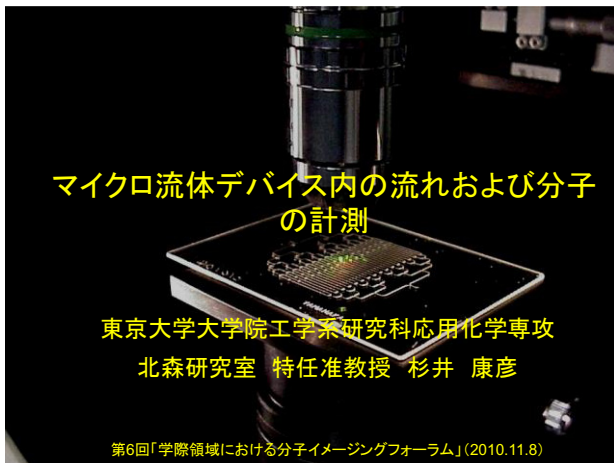 マイクロ流体デバイス内の流れおよび分子
の計測
東京大学大学院工学系研究科応用化学専攻
北森研究室 特任准教授 杉井 康彦
第6回「学際領域における分子イメージングフォーラム」(2010.11.8)